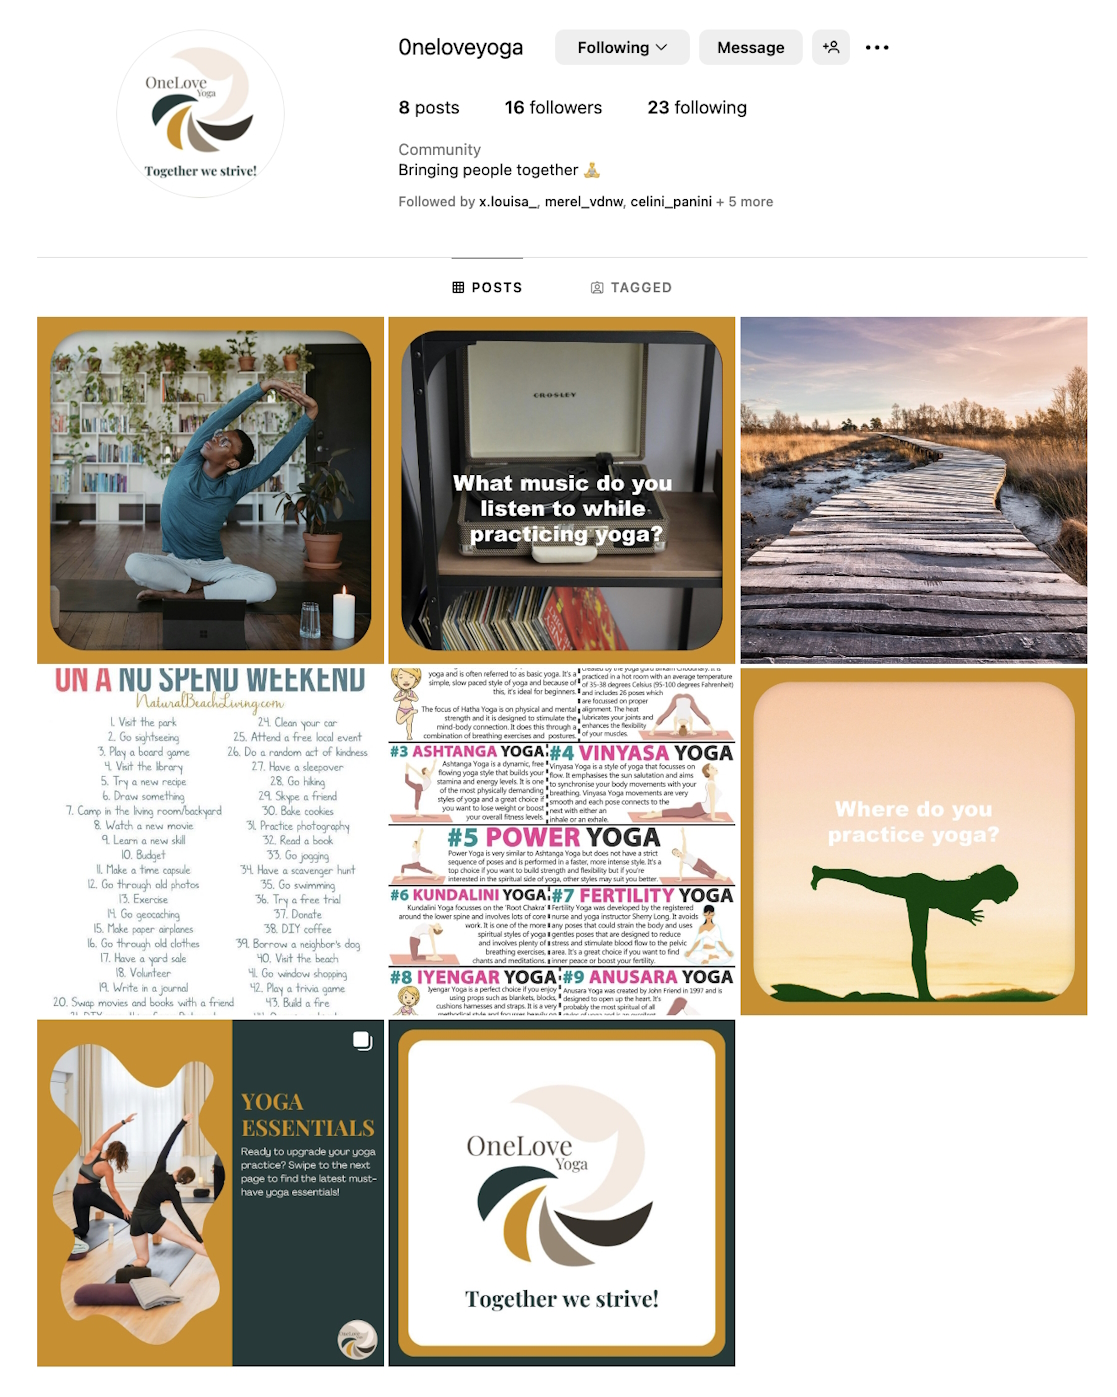 0neloveyoga
Following
Message
8 posts
16 followers
23 following
Community
Bringing people together
Followed by x.louisa_, merel_vdnw, celini_panini + 5 more
OneLove
Yoga
Together we strive!
POSTS
TAGGED
CROSLEY
What music do you
listen to while
practicing yoga?
ON A NO SPEND WEEKEND
NaturalBeachLiving.com
1. Visit the park
2. Go sightseeing
3. Play a board game
4. Visit the library
5. Try a new recipe
6. Draw something
7. Camp in the living room/backyard
8. Watch a new movie
9. Learn a new skill
10. Budget
11. Make a time capsule
12. Go through old photos
13. Exercise
14. Go geocaching
15. Make paper airplanes
16. Go through old clothes
17. Have a yard sale
18. Volunteer
19. Write in a journal
20. Swap movies and books with a friend
24. Clean your car
25. Attend a free local event
26. Do a random act of kindness
27. Have a sleepover
28. Go hiking
29. Skype a friend
30. Bake cookies
31. Practice photography
32. Read a book
33. Go jogging
34. Have a scavenger hunt
35. Go swimming
36. Try a free trial
37. Donate
38. DIY coffee
39. Borrow a neighbor's dog
40. Visit the beach
41. Go window shopping
42. Play a trivia game
43. Build a fire
yoga and is often referred to as basic yoga. It's a
simple, slow paced style of yoga and because of
this, it's ideal for beginners.
The focus of Hatha Yoga is on physical and mental
strength and it is designed to stimulate the
mind-body connection. It does this through a
combination of breathing exercises and postures.
created by the yoga guru Bikram Choudhury. It is
practiced in a hot room with an average temperature
of 35-38 degrees Celsius (95-100 degrees Fahrenheit)
and includes 26 poses which
are focussed on proper
alignment. The heat
lubricates your joints and
enhances the flexibility
of your muscles.
#3 ASHTANGA YOGA
Ashtanga Yoga is a dynamic, free
flowing yoga style that builds your
stamina and energy levels. It is one
of the most physically demanding
styles of yoga and a great choice if
you want to lose weight or boost
your overall fitness levels.
#4 VINYASA YOGA
Vinyasa Yoga is a style of yoga that focusses on
flow. It emphasises the sun salutation and aims
to synchronise your body movements with your
breathing. Vinyasa Yoga movements are very
smooth and each pose connects to the
next with either an
inhale or an exhale.
#5 POWER YOGA
Power Yoga is very similar to Ashtanga Yoga but does not have a strict
sequence of poses and is performed in a faster, more intense style. It's a
top choice if you want to build strength and flexibility but if you're
interested in the spiritual side of yoga, other styles may suit you better.
#6 KUNDALINI YOGA
Kundalini Yoga focusses on the 'Root Chakra'
around the lower spine and involves lots of core
work. It is one of the more
spiritual styles of yoga
and involves plenty of
breathing exercises,
chants and meditations.
#7 FERTILITY YOGA
Fertility Yoga was developed by the registered
nurse and yoga instructor Sherry Long. It avoids
any poses that could strain the body and uses
gentles poses that are designed to reduce
stress and stimulate blood flow to the pelvic
area. It's a great choice if you want to find
inner peace or boost your fertility.
#8 IYENGAR YOGA
Iyengar Yoga is a perfect choice if you enjoy
using props such as blankets, blocks,
cushions harnesses and straps. It is a very
methodical style and focusses heavily on
#9 ANUSARA YOGA
Anusara Yoga was created by John Friend in 1997 and is
designed to open up the heart. It's
probably the most spiritual of all
styles of yoga and is an excellent
Where do you
practice yoga?
YOGA
ESSENTIALS
Ready to upgrade your yoga
practice? Swipe to the next
page to find the latest must-
have yoga essentials!
OneLove
Yoga
OneLove
Yoga
Together we strive!